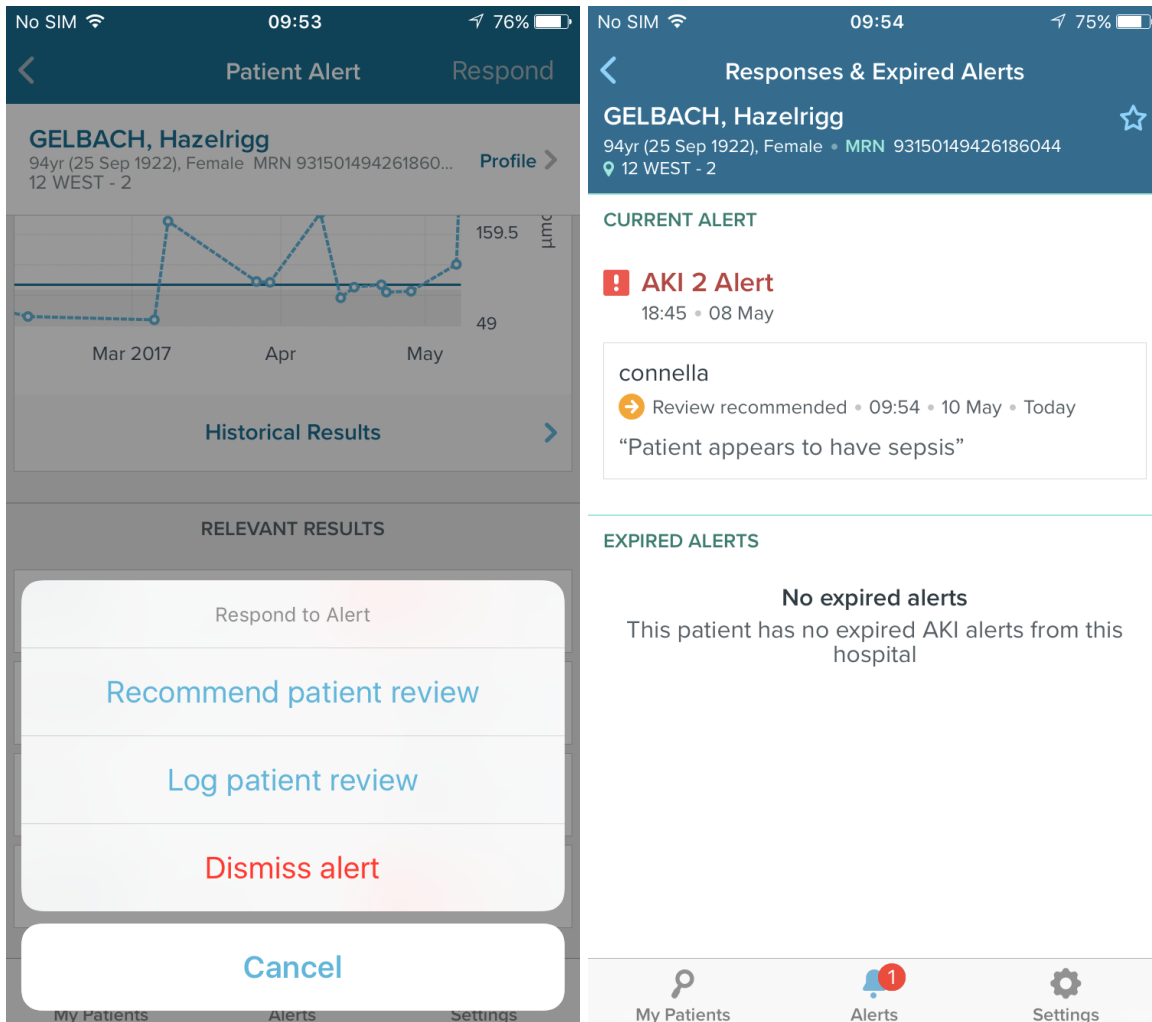 No SIM 09:53 76%
Patient Alert Respond
GELBACH, Hazelrigg
94yr (25 Sep 1922), Female MRN 931501494261860... Profile
12 WEST - 2
159.5
49
Mar 2017 Apr May
Historical Results
RELEVANT RESULTS
Respond to Alert
Recommend patient review
Log patient review
Dismiss alert
Cancel
My Patients Alerts Settings
No SIM 09:54 75%
Responses & Expired Alerts
GELBACH, Hazelrigg
94yr (25 Sep 1922), Female • MRN 93150149426186044
12 WEST - 2
CURRENT ALERT
AKI 2 Alert
18:45 • 08 May
connella
Review recommended • 09:54 • 10 May • Today
“Patient appears to have sepsis”
EXPIRED ALERTS
No expired alerts
This patient has no expired AKI alerts from this
hospital
1
My Patients Alerts Settings